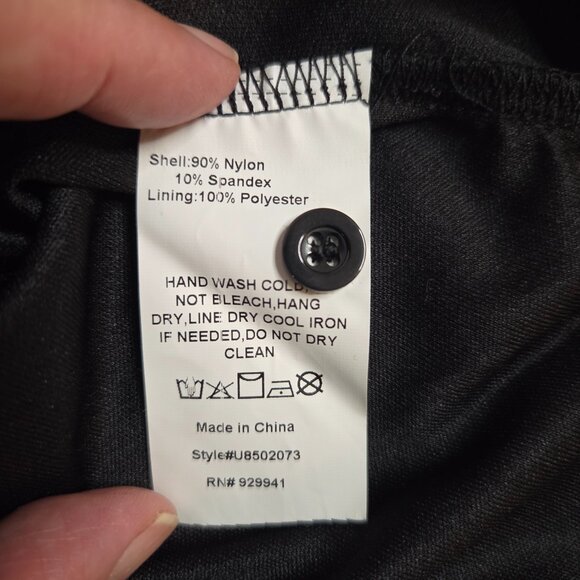 Shell:90% Nylon
10% Spandex
Lining:100% Polyester
HAND WASH COLD,
NOT BLEACH,HANG
DRY,LINE DRY COOL IRON
IF NEEDED,DO NOT DRY
CLEAN
Made in China
Style#U8502073
RN# 929941